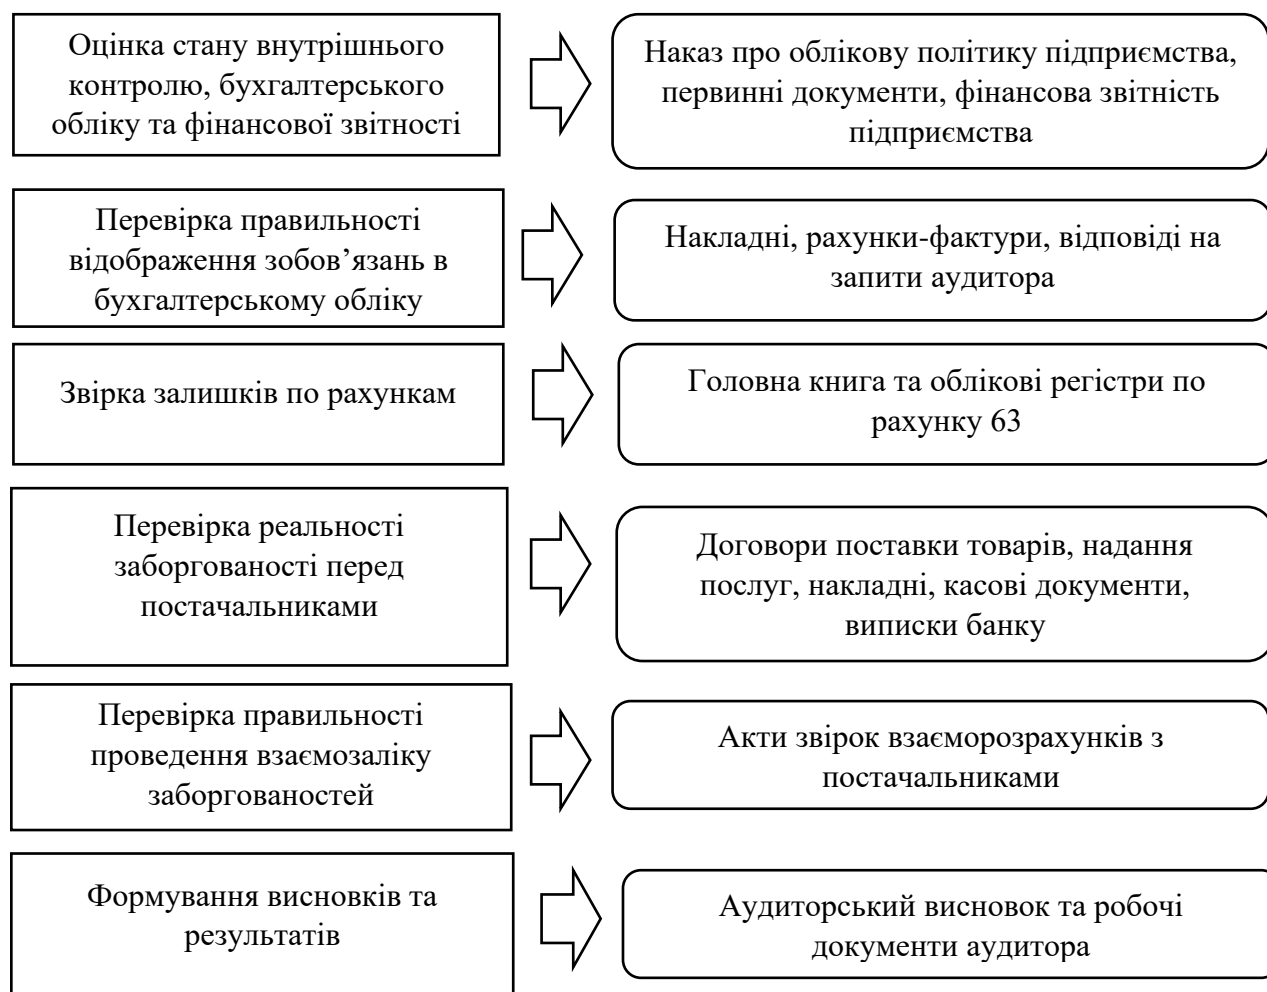 Оцінка стану внутрішнього
контролю, бухгалтерського
обліку та фінансової звітності
Наказ про облікову політику підприємства,
первинні документи, фінансова звітність
підприємства
Перевірка правильності
відображення зобов’язань в
бухгалтерському обліку
Накладні, рахунки-фактури, відповіді на
запити аудитора
Звірка залишків по рахункам
Головна книга та облікові регістри по
рахунку 63
Перевірка реальності
заборгованості перед
постачальниками
Договори поставки товарів, надання
послуг, накладні, касові документи,
виписки банку
Перевірка правильності
проведення взаємозаліку
заборгованостей
Акти звірок взаєморозрахунків з
постачальниками
Формування висновків та
результатів
Аудиторський висновок та робочі
документи аудитора